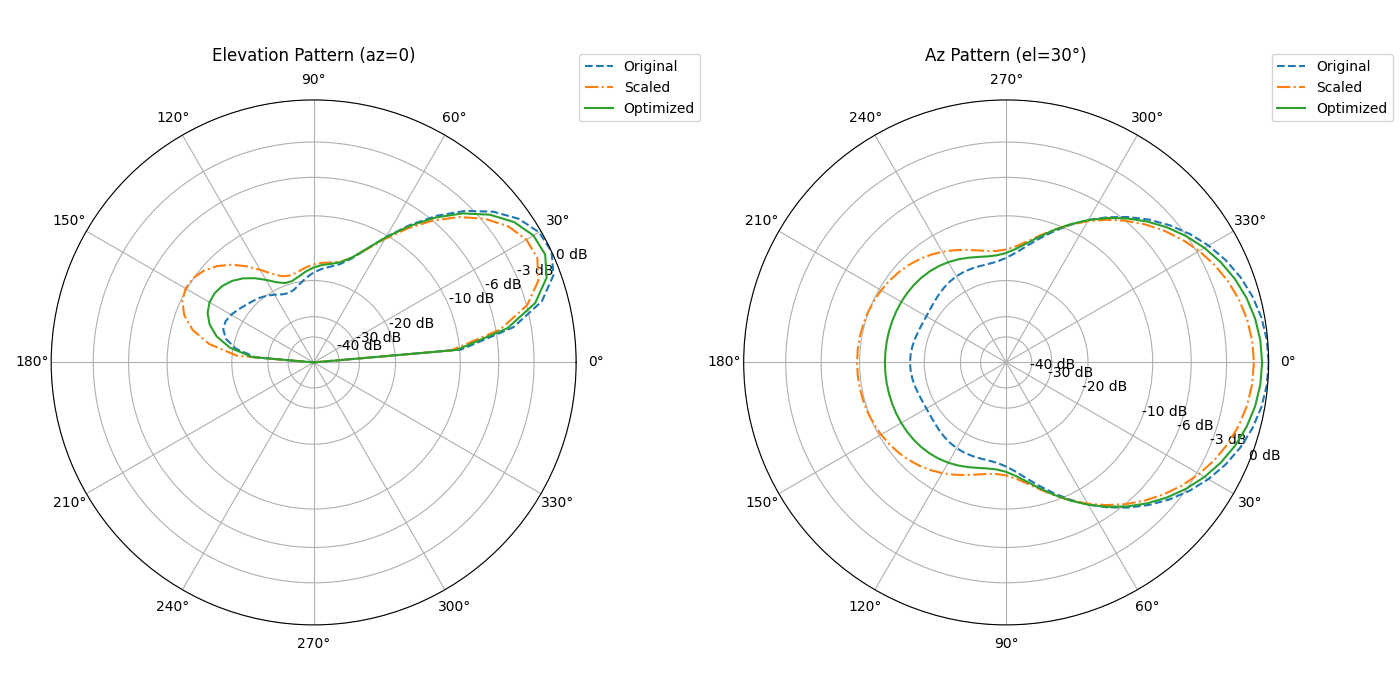 Elevation Pattern (az=0)
Original
Scaled
Optimized
90°
120°
60°
150°
30°
0 dB
-3 dB
-6 dB
-10 dB
-20 dB
-30 dB
-40 dB
180°
0°
210°
330°
240°
300°
270°
Az Pattern (el=30°)
Original
Scaled
Optimized
270°
240°
300°
210°
330°
180°
0°
-40 dB
-30 dB
-20 dB
-10 dB
-6 dB
-3 dB
0 dB
150°
30°
120°
60°
90°